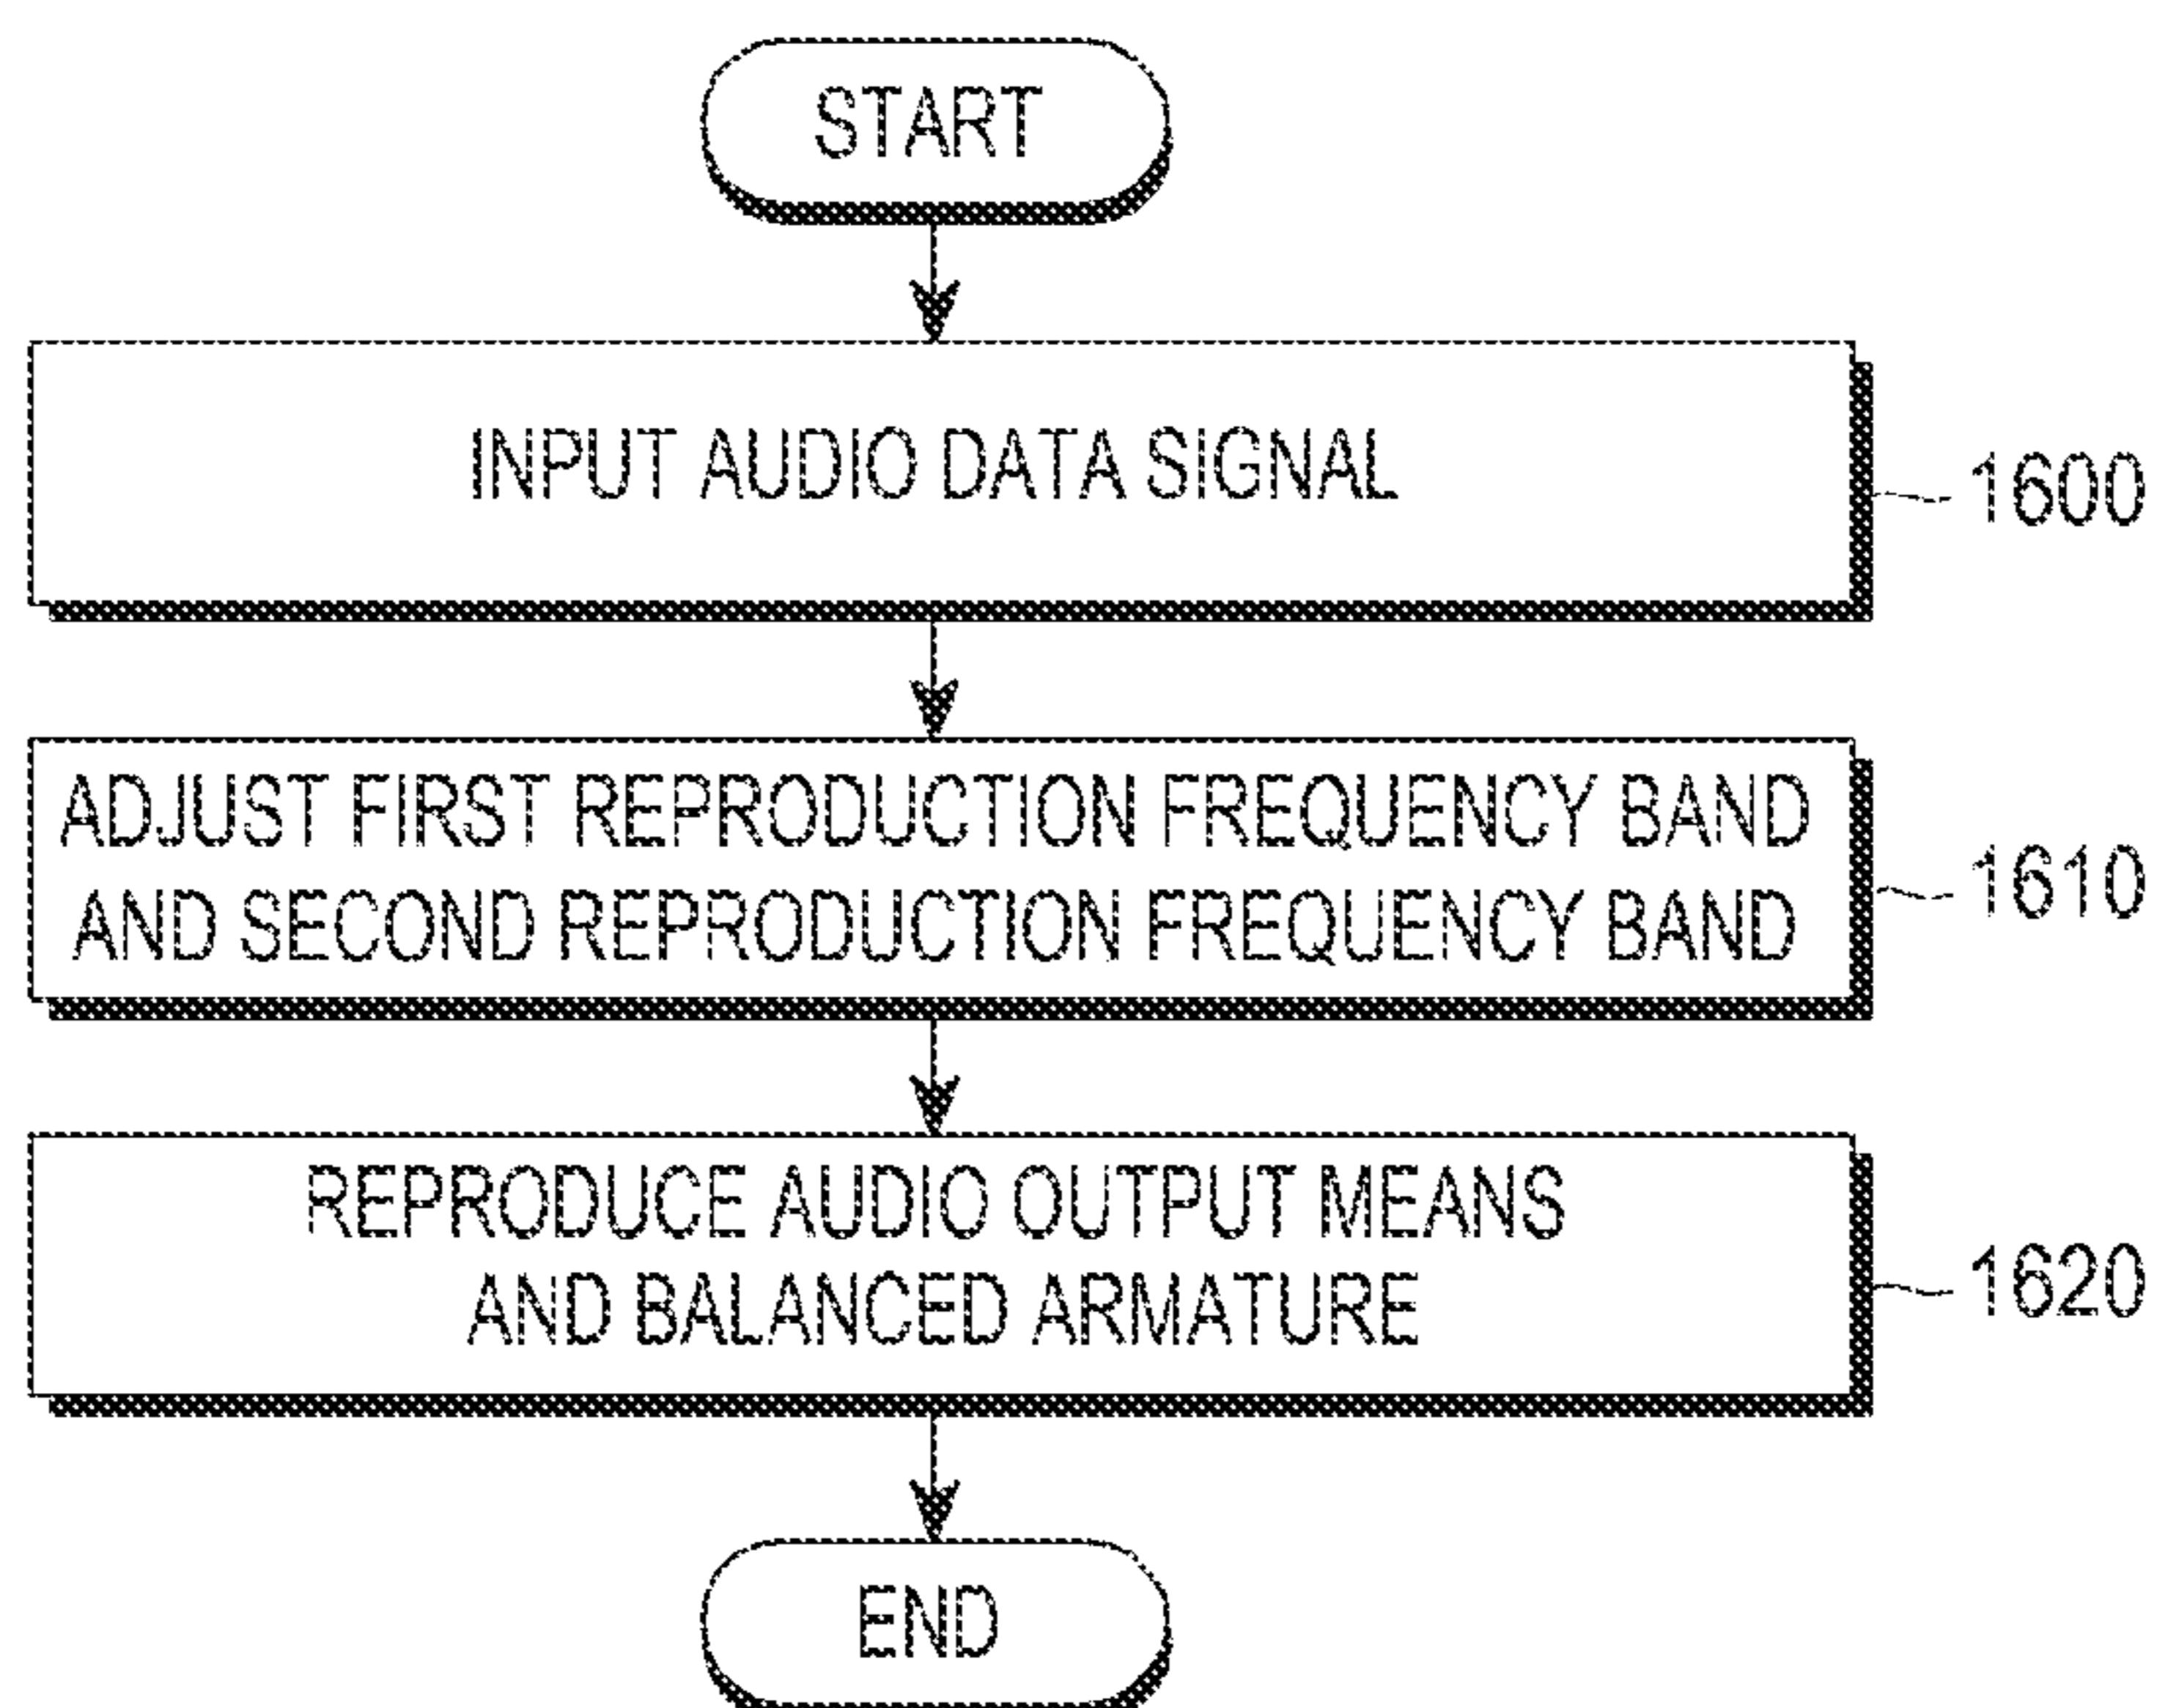 START
INPUT AUDIO DATA SIGNAL
1600
ADJUST FIRST REPRODUCTION FREQUENCY BAND
AND SECOND REPRODUCTION FREQUENCY BAND
1610
REPRODUCE AUDIO OUTPUT MEANS
AND BALANCED ARMATURE
1620
END